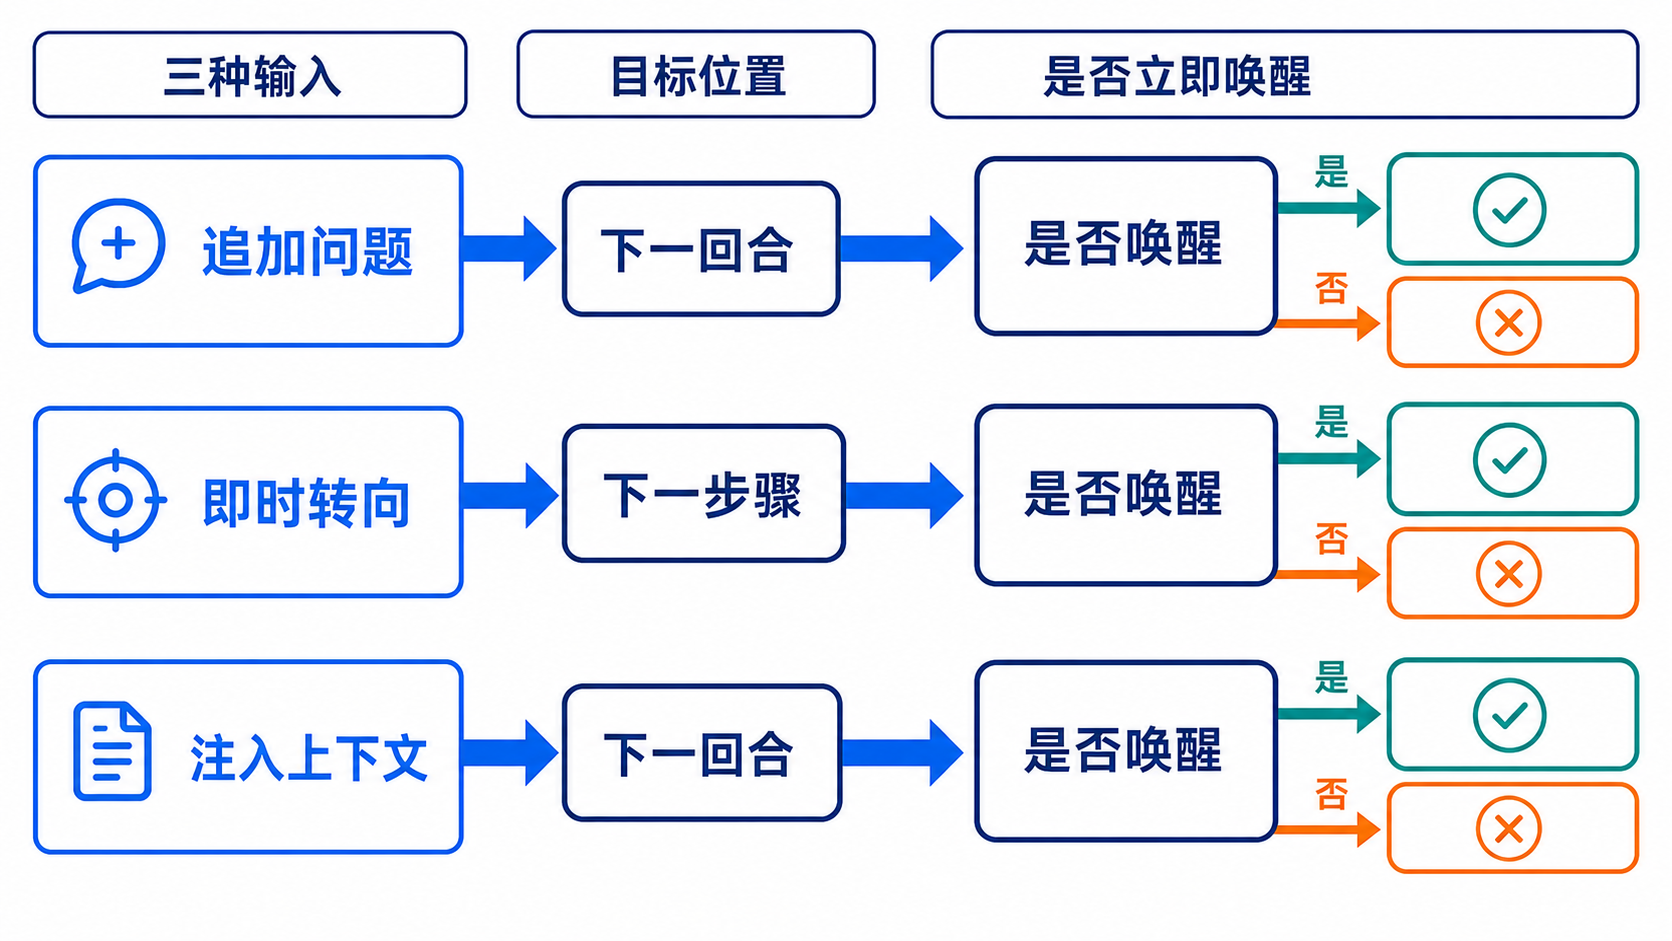 三种输入
目标位置
是否立即唤醒
追加问题
下一回合
是否唤醒
是
否
即时转向
下一步骤
是否唤醒
是
否
注入上下文
下一回合
是否唤醒
是
否